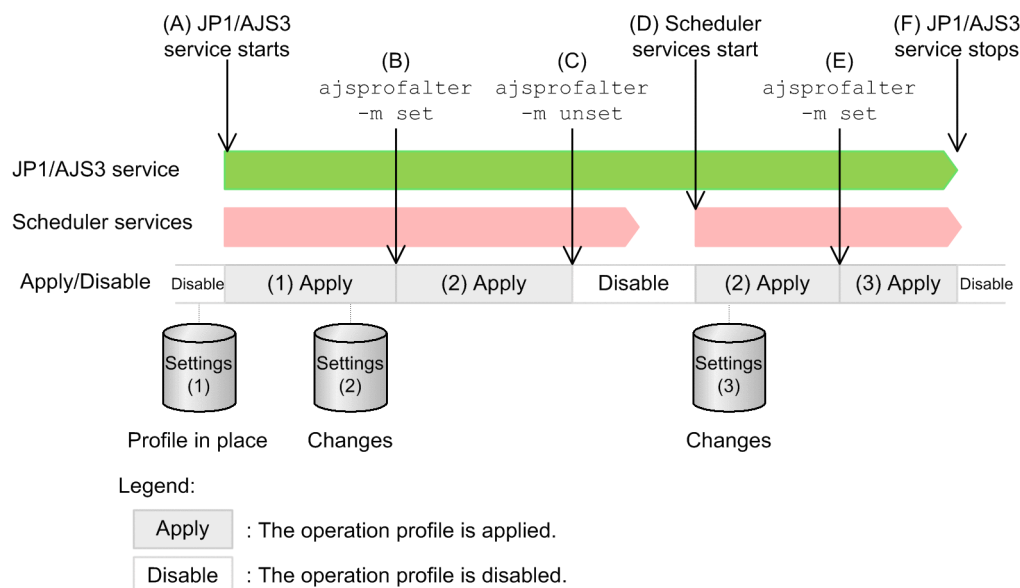 (A) JP1/AJS3
service starts
(B)
ajsprofalter
-m set
(C)
ajsprofalter
-m unset
(D) Scheduler
services start
(E)
ajsprofalter
-m set
(F) JP1/AJS3
service stops
JP1/AJS3 service
Scheduler services
Apply/Disable
Disable
(1) Apply
(2) Apply
Disable
(2) Apply
(3) Apply
Disable
Settings
(1)
Settings
(2)
Settings
(3)
Profile in place
Changes
Changes
Legend:
Apply : The operation profile is applied.
Disable : The operation profile is disabled.